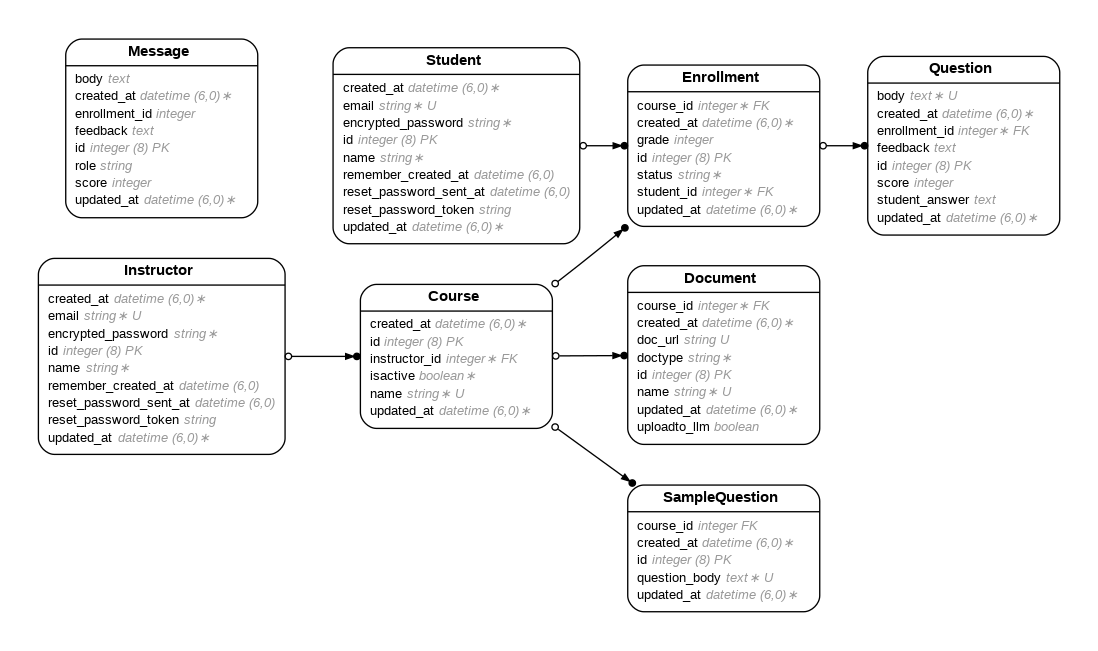 Message
body text
created_at datetime (6,0)∗
enrollment_id integer
feedback text
id integer (8) PK
role string
score integer
updated_at datetime (6,0)∗
Student
created_at datetime (6,0)∗
email string∗ U
encrypted_password string∗
id integer (8) PK
name string∗
remember_created_at datetime (6,0)
reset_password_sent_at datetime (6,0)
reset_password_token string
updated_at datetime (6,0)∗
Enrollment
course_id integer∗ FK
created_at datetime (6,0)∗
grade integer
id integer (8) PK
status string∗
student_id integer∗ FK
updated_at datetime (6,0)∗
Question
body text∗ U
created_at datetime (6,0)∗
enrollment_id integer∗ FK
feedback text
id integer (8) PK
score integer
student_answer text
updated_at datetime (6,0)∗
Instructor
created_at datetime (6,0)∗
email string∗ U
encrypted_password string∗
id integer (8) PK
name string∗
remember_created_at datetime (6,0)
reset_password_sent_at datetime (6,0)
reset_password_token string
updated_at datetime (6,0)∗
Course
created_at datetime (6,0)∗
id integer (8) PK
instructor_id integer∗ FK
isactive boolean∗
name string∗ U
updated_at datetime (6,0)∗
Document
course_id integer∗ FK
created_at datetime (6,0)∗
doc_url string U
doctype string∗
id integer (8) PK
name string∗ U
updated_at datetime (6,0)∗
uploadto_llm boolean
SampleQuestion
course_id integer FK
created_at datetime (6,0)∗
id integer (8) PK
question_body text∗ U
updated_at datetime (6,0)∗